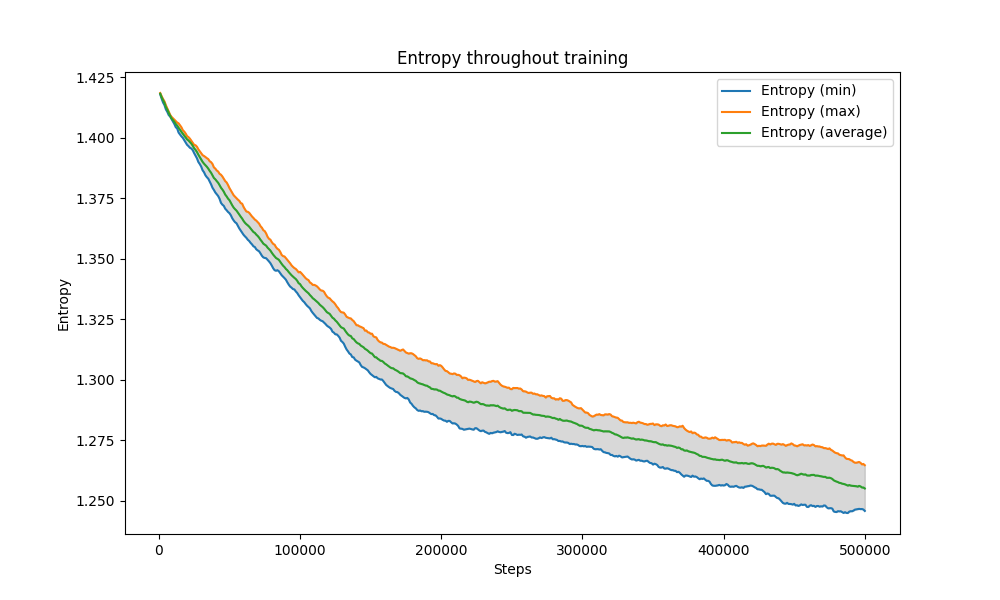 Entropy throughout training
1.425
1.400
1.375
1.350
1.325
1.300
1.275
1.250
Entropy
Entropy (min)
Entropy (max)
Entropy (average)
0
100000
200000
300000
400000
500000
Steps